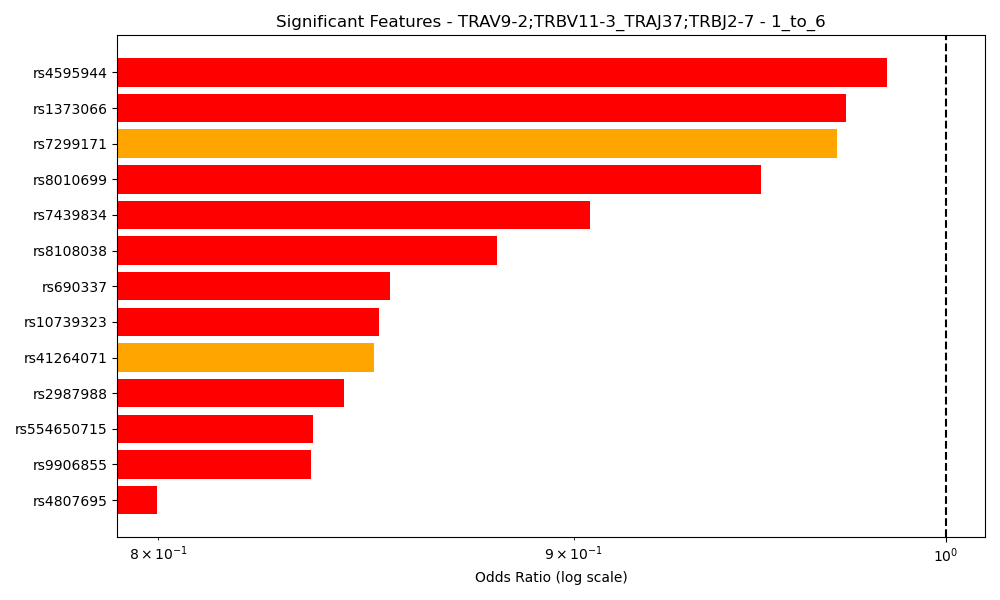 Significant Features - TRAV9-2;TRBV11-3_TRAJ37;TRBJ2-7 - 1_to_6
rs4595944
rs1373066
rs7299171
rs8010699
rs7439834
rs8108038
rs690337
rs10739323
rs41264071
rs2987988
rs554650715
rs9906855
rs4807695
8 × 10⁻¹ 9 × 10⁻¹ 10⁰
Odds Ratio (log scale)